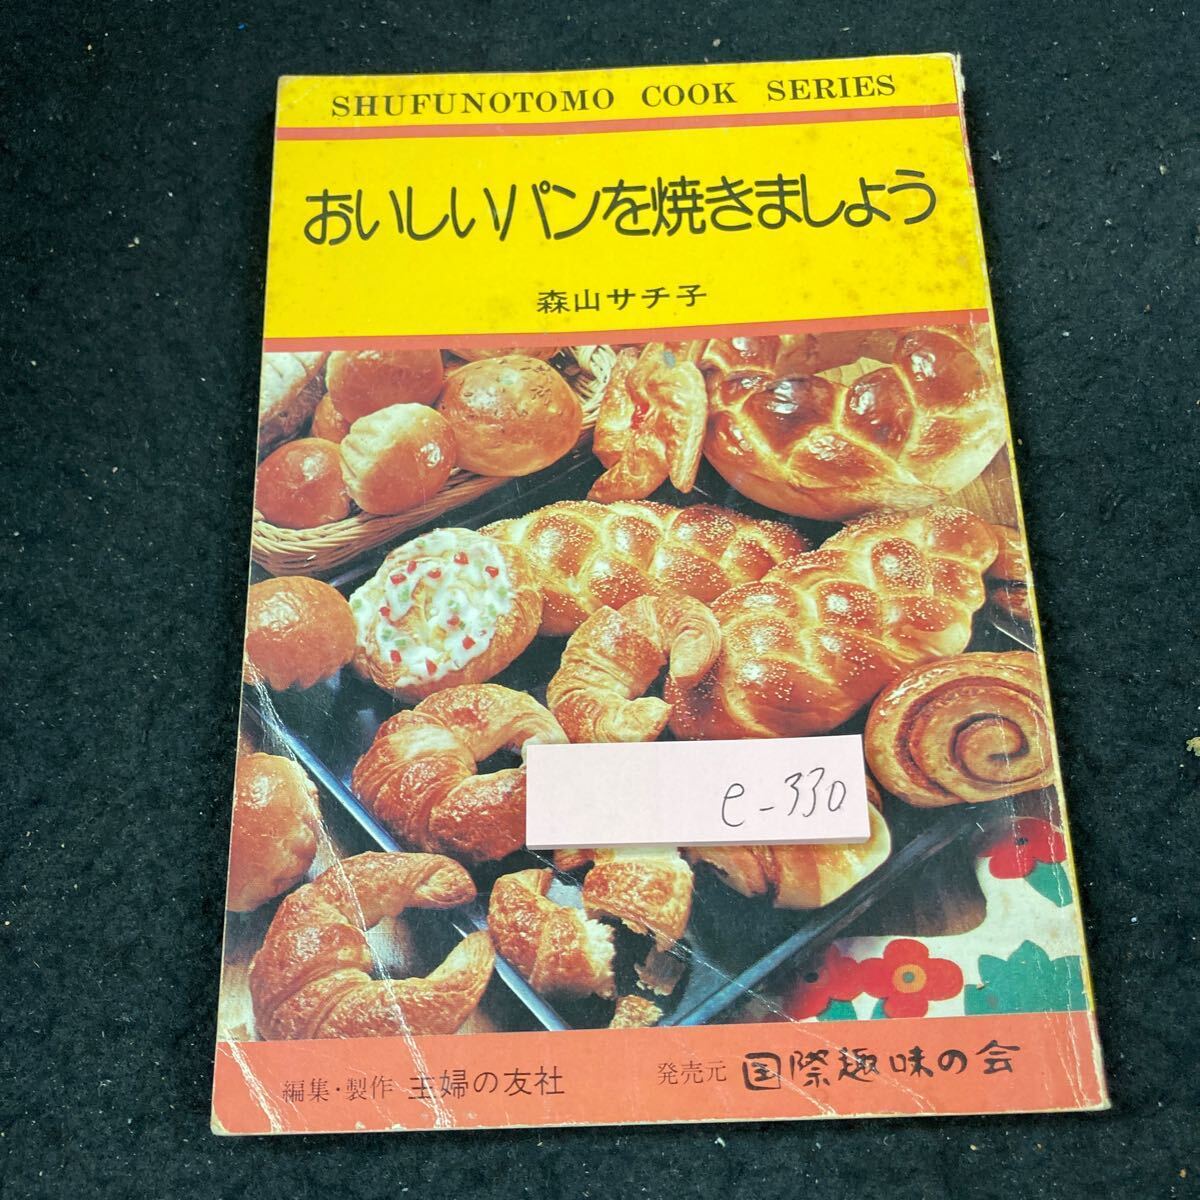 SHUFUNOTOMO COOK SERIES
おいしいパンを焼きましょう
森山サチ子
e-330
編集・製作 主婦の友社 発売元 国際趣味の会